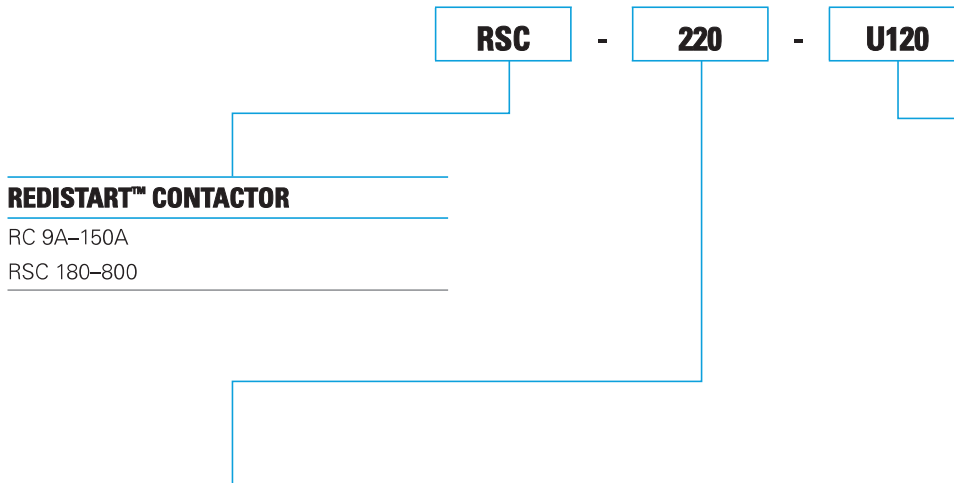 RSC - 220 - U120
REDISTART™ CONTACTOR
RC 9A–150A
RSC 180–800